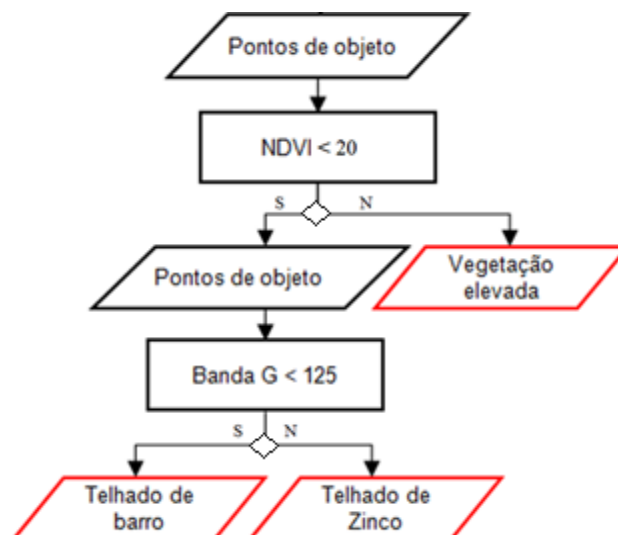 Pontos de objeto
NDVI < 20
S N
Pontos de objeto
Vegetação
elevada
Banda G < 125
S N
Telhado de
barro
Telhado de
Zinco